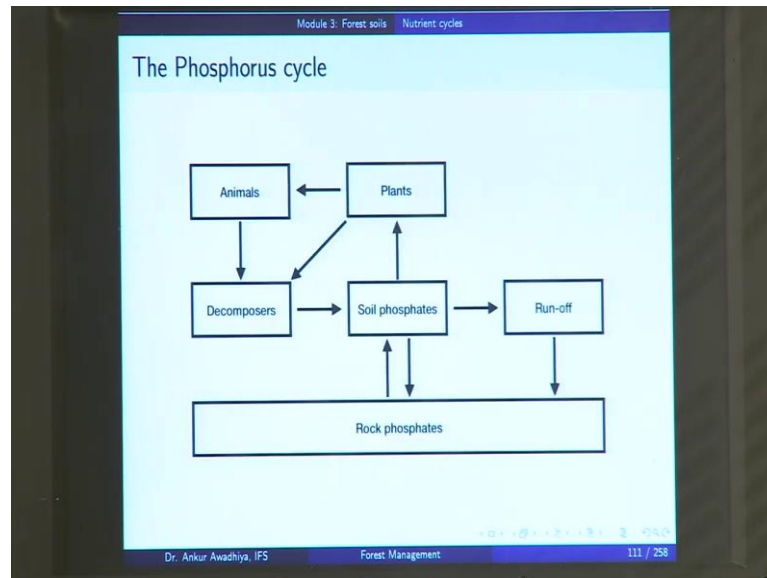 Module 3: Forest soils Nutrient cycles
The Phosphorus cycle
Animals Plants
Decomposers Soil phosphates Run-off
Rock phosphates
Dr. Ankur Awadhiya, IFS Forest Management 111 / 258